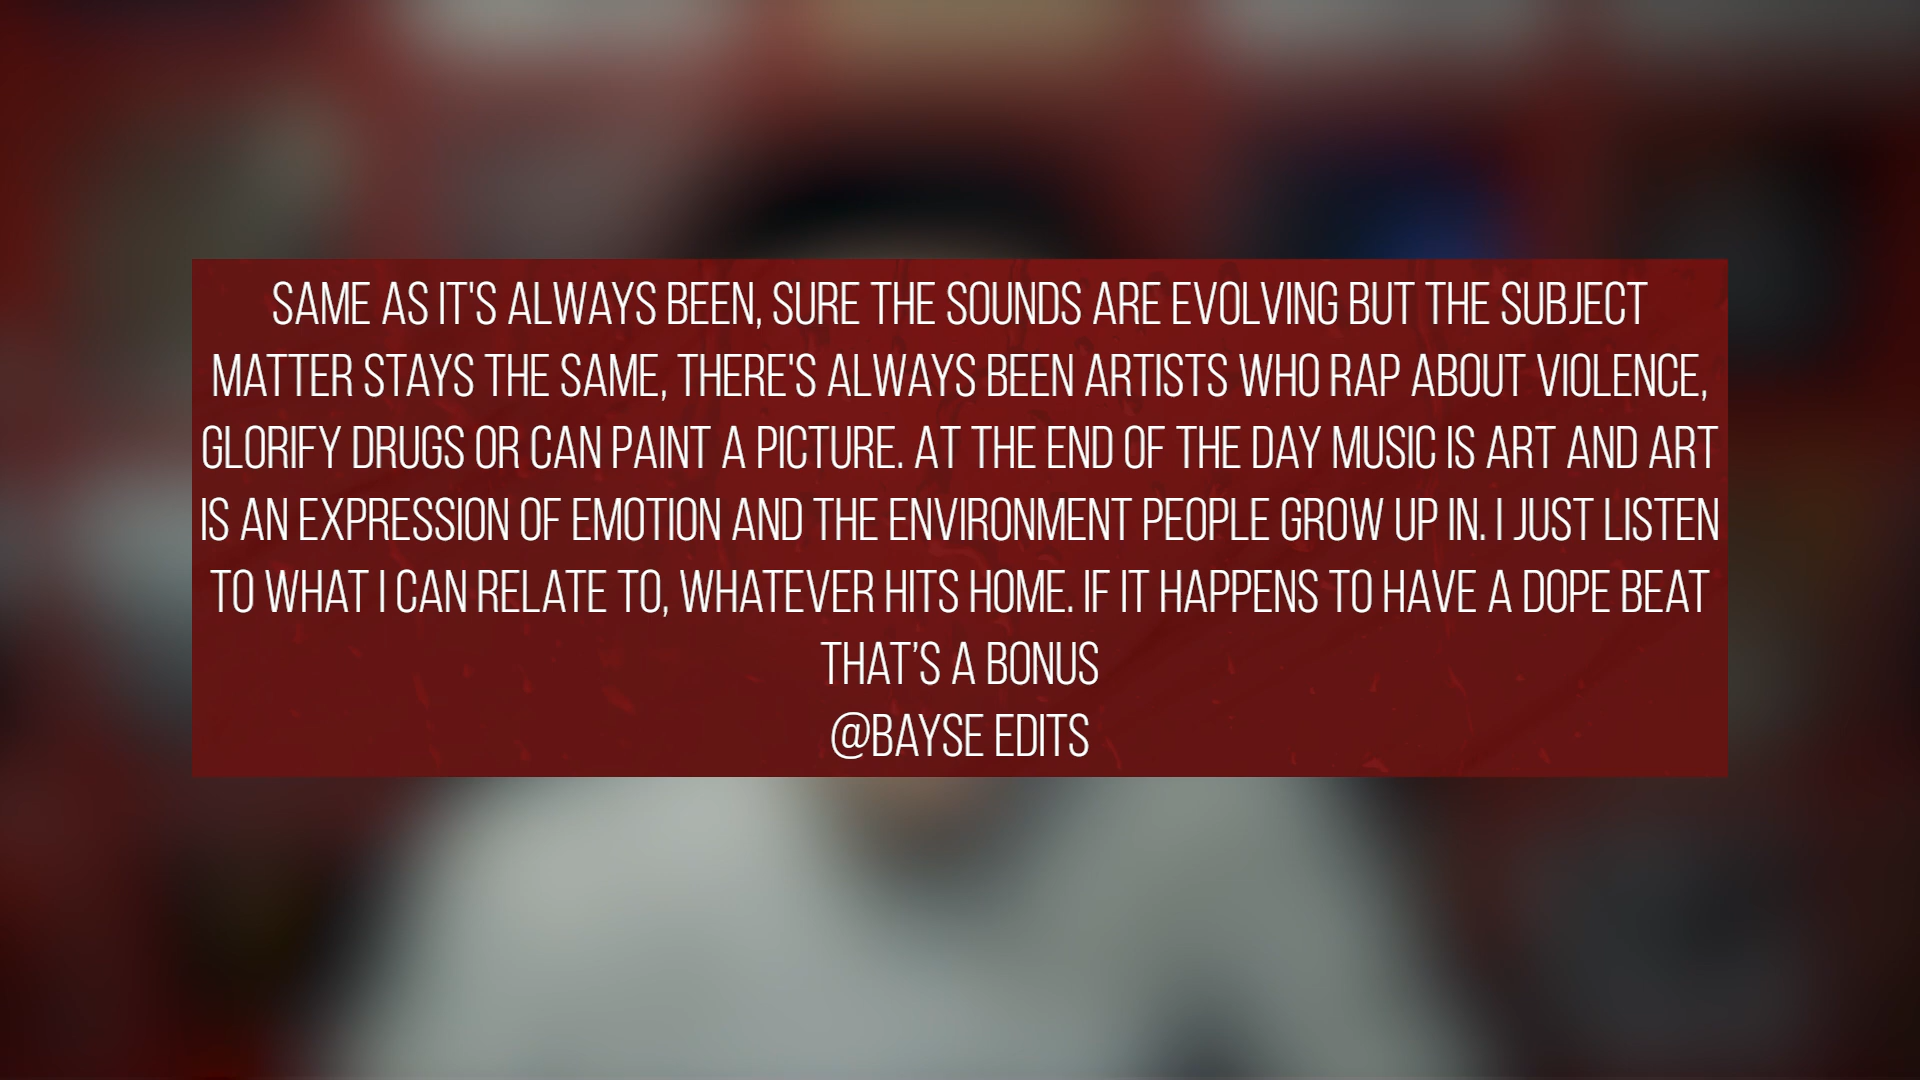 SAME AS IT'S ALWAYS BEEN, SURE THE SOUNDS ARE EVOLVING BUT THE SUBJECT
MATTER STAYS THE SAME, THERE'S ALWAYS BEEN ARTISTS WHO RAP ABOUT VIOLENCE,
GLORIFY DRUGS OR CAN PAINT A PICTURE. AT THE END OF THE DAY MUSIC IS ART AND ART
IS AN EXPRESSION OF EMOTION AND THE ENVIRONMENT PEOPLE GROW UP IN. I JUST LISTEN
TO WHAT I CAN RELATE TO, WHATEVER HITS HOME. IF IT HAPPENS TO HAVE A DOPE BEAT
THAT’S A BONUS
@BAYSE EDITS